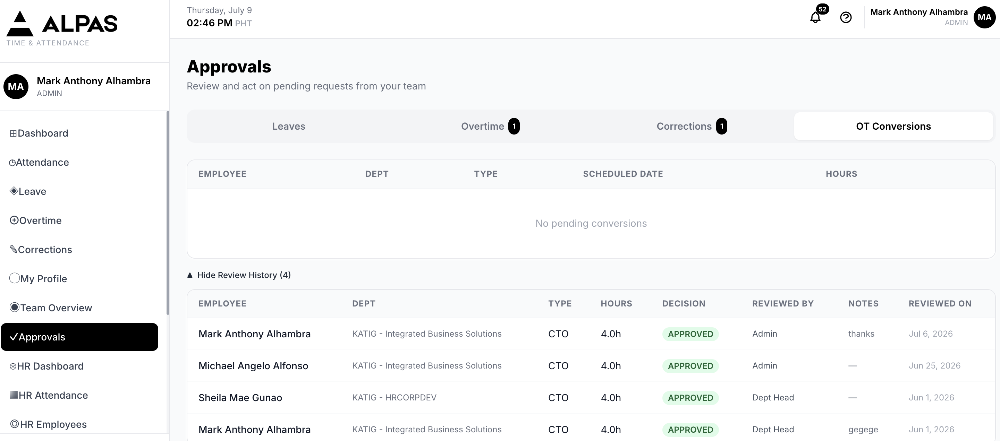 ALPAS
TIME & ATTENDANCE
MA
Mark Anthony Alhambra
ADMIN
Dashboard
Attendance
Leave
Overtime
Corrections
My Profile
Team Overview
Approvals
HR Dashboard
HR Attendance
HR Employees
Thursday, July 9
02:46 PM PHT
52
Mark Anthony Alhambra
ADMIN
MA
Approvals
Review and act on pending requests from your team
Leaves Overtime 1 Corrections 1 OT Conversions
EMPLOYEE DEPT TYPE SCHEDULED DATE HOURS
No pending conversions
▲ Hide Review History (4)
EMPLOYEE DEPT TYPE HOURS DECISION REVIEWED BY NOTES REVIEWED ON
Mark Anthony Alhambra KATIG - Integrated Business Solutions CTO 4.0h APPROVED Admin thanks Jul 6, 2026
Michael Angelo Alfonso KATIG - Integrated Business Solutions CTO 4.0h APPROVED Admin — Jun 25, 2026
Sheila Mae Gunao KATIG - HRCORPDEV CTO 4.0h APPROVED Dept Head — Jun 1, 2026
Mark Anthony Alhambra KATIG - Integrated Business Solutions CTO 4.0h APPROVED Dept Head gegege Jun 1, 2026